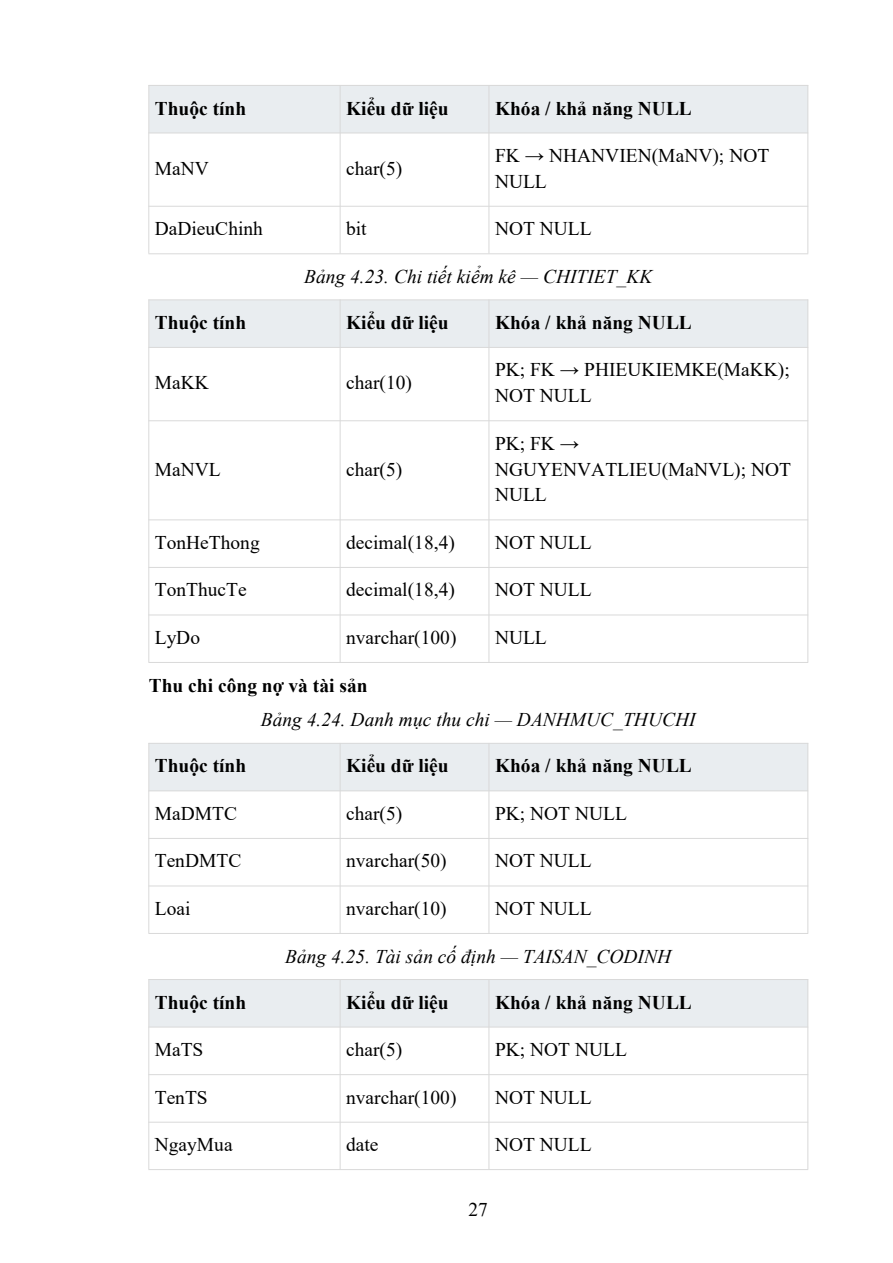 Thuộc tính Kiểu dữ liệu Khóa / khả năng NULL
MaNV char(5) FK → NHANVIEN(MaNV); NOT
NULL
DaDieuChinh bit NOT NULL
Bảng 4.23. Chi tiết kiểm kê — CHITIET_KK
Thuộc tính Kiểu dữ liệu Khóa / khả năng NULL
MaKK char(10) PK; FK → PHIEUKIEMKE(MaKK);
NOT NULL
MaNVL char(5) PK; FK →
NGUYENVATLIEU(MaNVL); NOT
NULL
TonHeThong decimal(18,4) NOT NULL
TonThucTe decimal(18,4) NOT NULL
LyDo nvarchar(100) NULL
Thu chi công nợ và tài sản
Bảng 4.24. Danh mục thu chi — DANHMUC_THUCHI
Thuộc tính Kiểu dữ liệu Khóa / khả năng NULL
MaDMTC char(5) PK; NOT NULL
TenDMTC nvarchar(50) NOT NULL
Loai nvarchar(10) NOT NULL
Bảng 4.25. Tài sản cố định — TAISAN_CODINH
Thuộc tính Kiểu dữ liệu Khóa / khả năng NULL
MaTS char(5) PK; NOT NULL
TenTS nvarchar(100) NOT NULL
NgayMua date NOT NULL
27